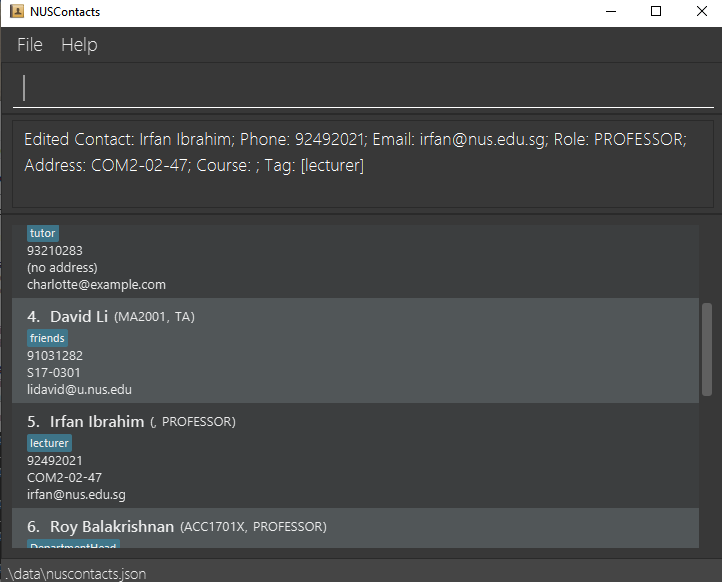 NUSContacts
File Help
Edited Contact: Irfan Ibrahim; Phone: 92492021; Email: irfan@nus.edu.sg; Role: PROFESSOR;
Address: COM2-02-47; Course: ; Tag: [lecturer]
tutor
93210283
(no address)
charlotte@example.com
4. David Li (MA2001, TA)
friends
91031282
S17-0301
lidavid@u.nus.edu
5. Irfan Ibrahim (, PROFESSOR)
lecturer
92492021
COM2-02-47
irfan@nus.edu.sg
6. Roy Balakrishnan (ACC1701X, PROFESSOR)
DepartmentHead
.\data\nuscontacts.json